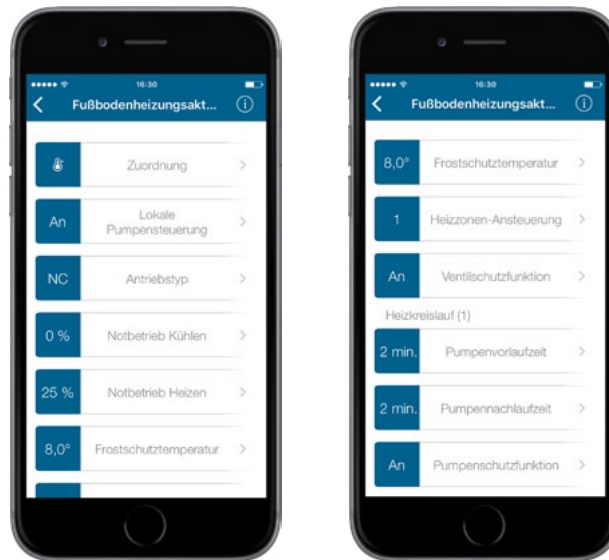 16:30
Fußbodenheizungsakt...
Zuordnung
An
Lokale
Pumpensteuerung
NC
Antriebstyp
0 %
Notbetrieb Kühlen
25 %
Notbetrieb Heizen
8,0°
Frostschutztemperatur
16:30
Fußbodenheizungsakt...
8,0°
Frostschutztemperatur
1
Heizzonen-Ansteuerung
An
Ventilschutzfunktion
Heizkreislauf (1)
2 min.
Pumpenvorlaufzeit
2 min.
Pumpennachlaufzeit
An
Pumpenschutzfunktion